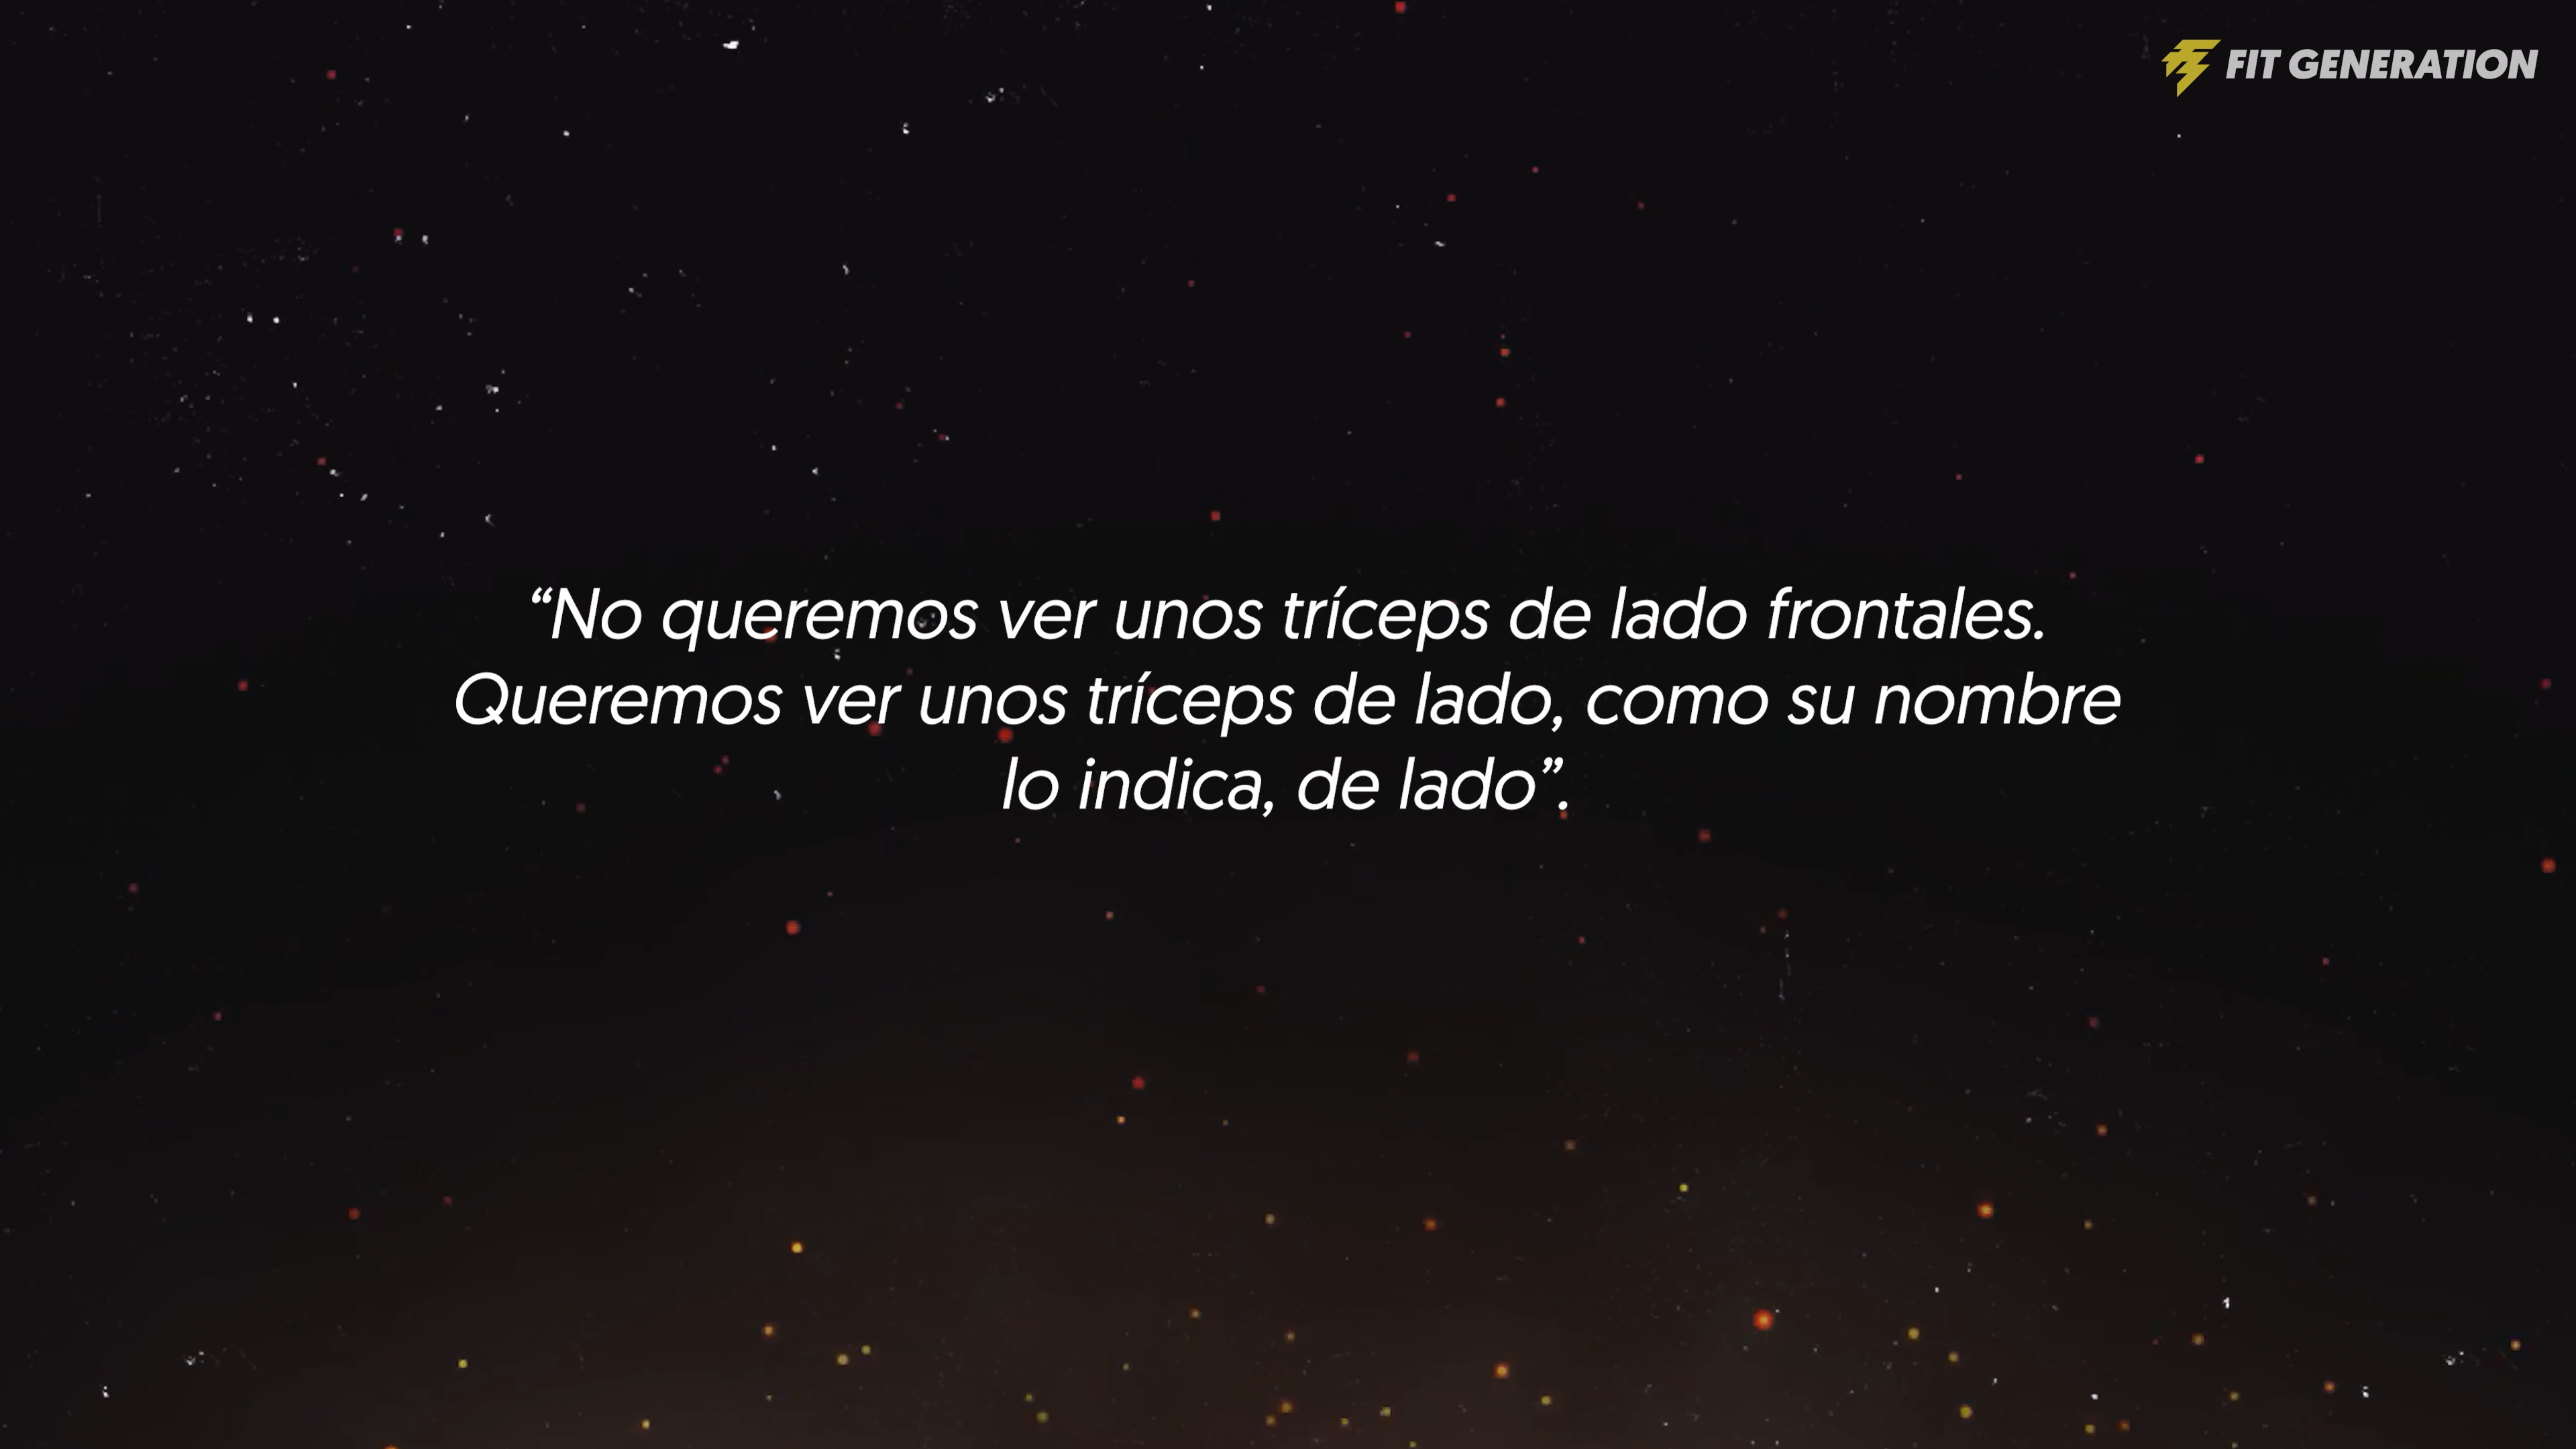 FIT GENERATION
“No queremos ver unos tríceps de lado frontales.
Queremos ver unos tríceps de lado, como su nombre
lo indica, de lado”.